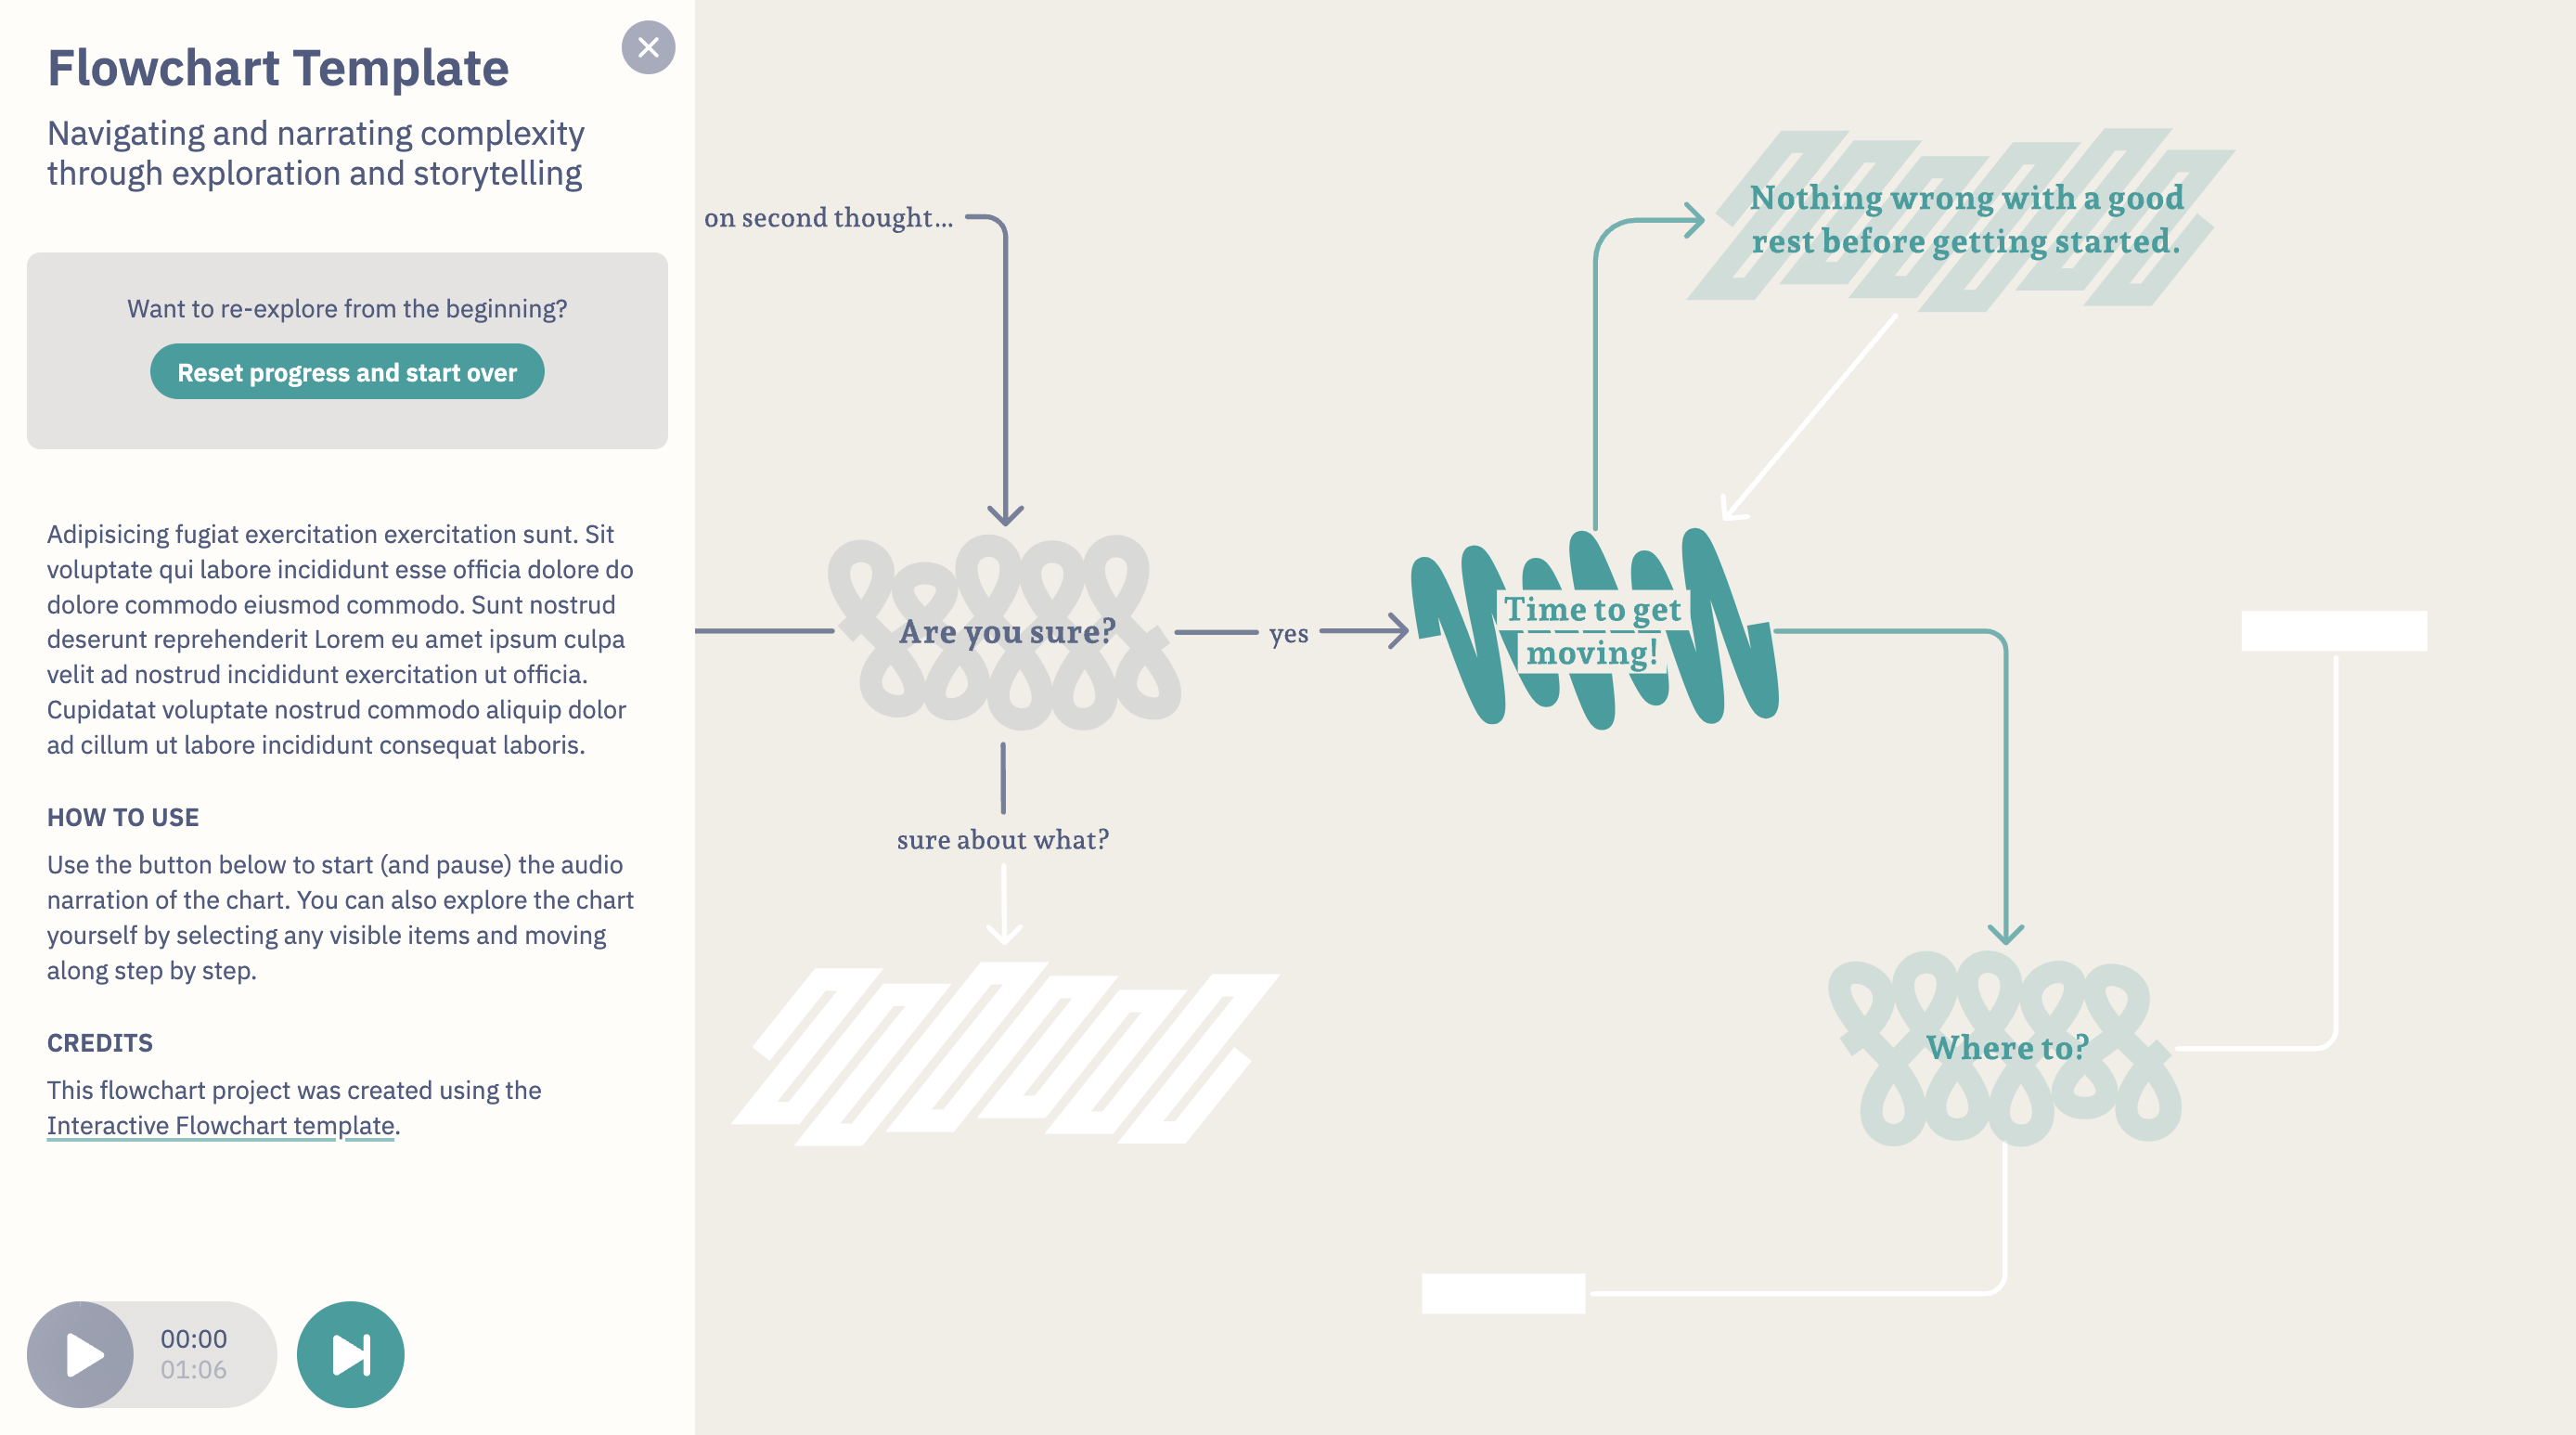 Flowchart Template
Navigating and narrating complexity
through exploration and storytelling
Want to re-explore from the beginning?
Reset progress and start over
Adipisicing fugiat exercitation exercitation sunt. Sit
voluptate qui labore incididunt esse officia dolore do
dolore commodo eiusmod commodo. Sunt nostrud
deserunt reprehenderit Lorem eu amet ipsum culpa
velit ad nostrud incididunt exercitation ut officia.
Cupidatat voluptate nostrud commodo aliquip dolor
ad cillum ut labore incididunt consequat laboris.
HOW TO USE
Use the button below to start (and pause) the audio
narration of the chart. You can also explore the chart
yourself by selecting any visible items and moving
along step by step.
CREDITS
This flowchart project was created using the
Interactive Flowchart template.
00:00
01:06
on second thought...
Are you sure?
yes
sure about what?
Time to get
moving!
Nothing wrong with a good
rest before getting started.
Where to?